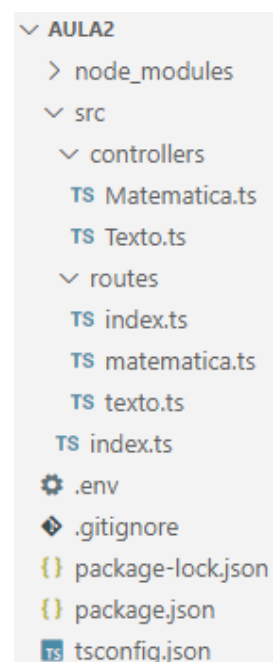 AULA2
node_modules
src
controllers
TS Matematica.ts
TS Texto.ts
routes
TS index.ts
TS matematica.ts
TS texto.ts
TS index.ts
.env
.gitignore
{} package-lock.json
{} package.json
TS tsconfig.json